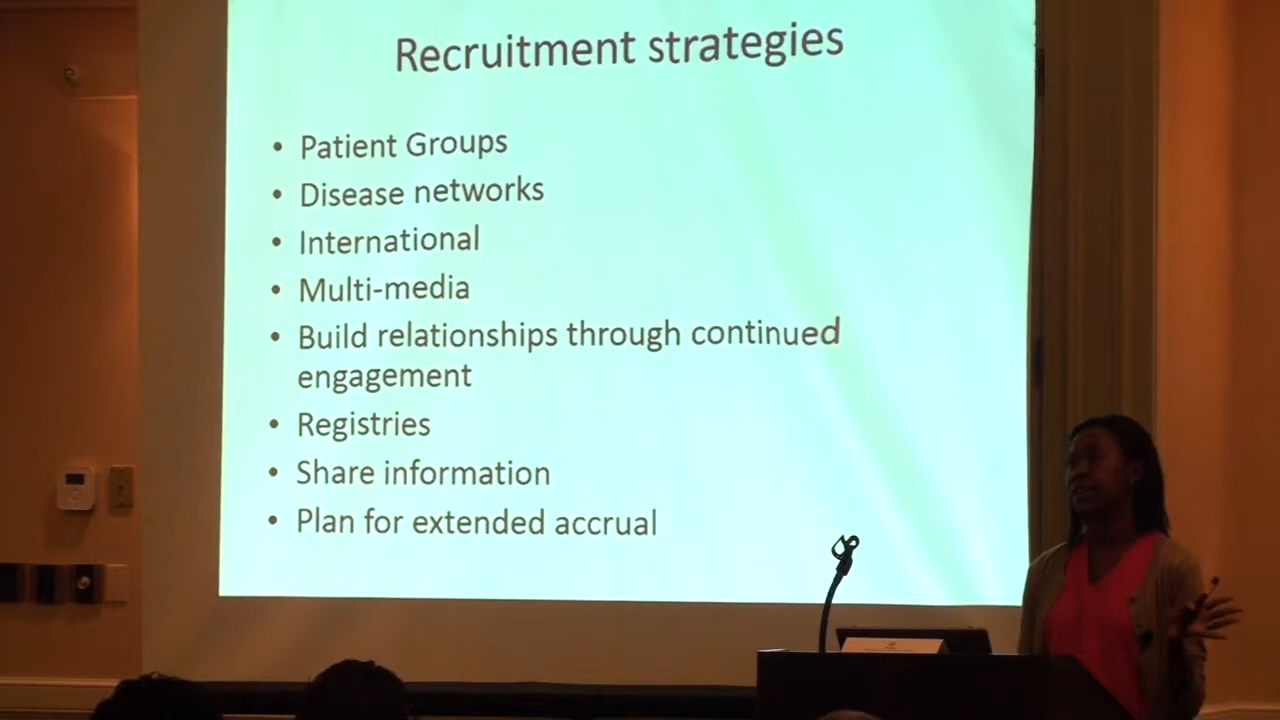 Recruitment strategies
• Patient Groups
• Disease networks
• International
• Multi-media
• Build relationships through continued
engagement
• Registries
• Share information
• Plan for extended accrual